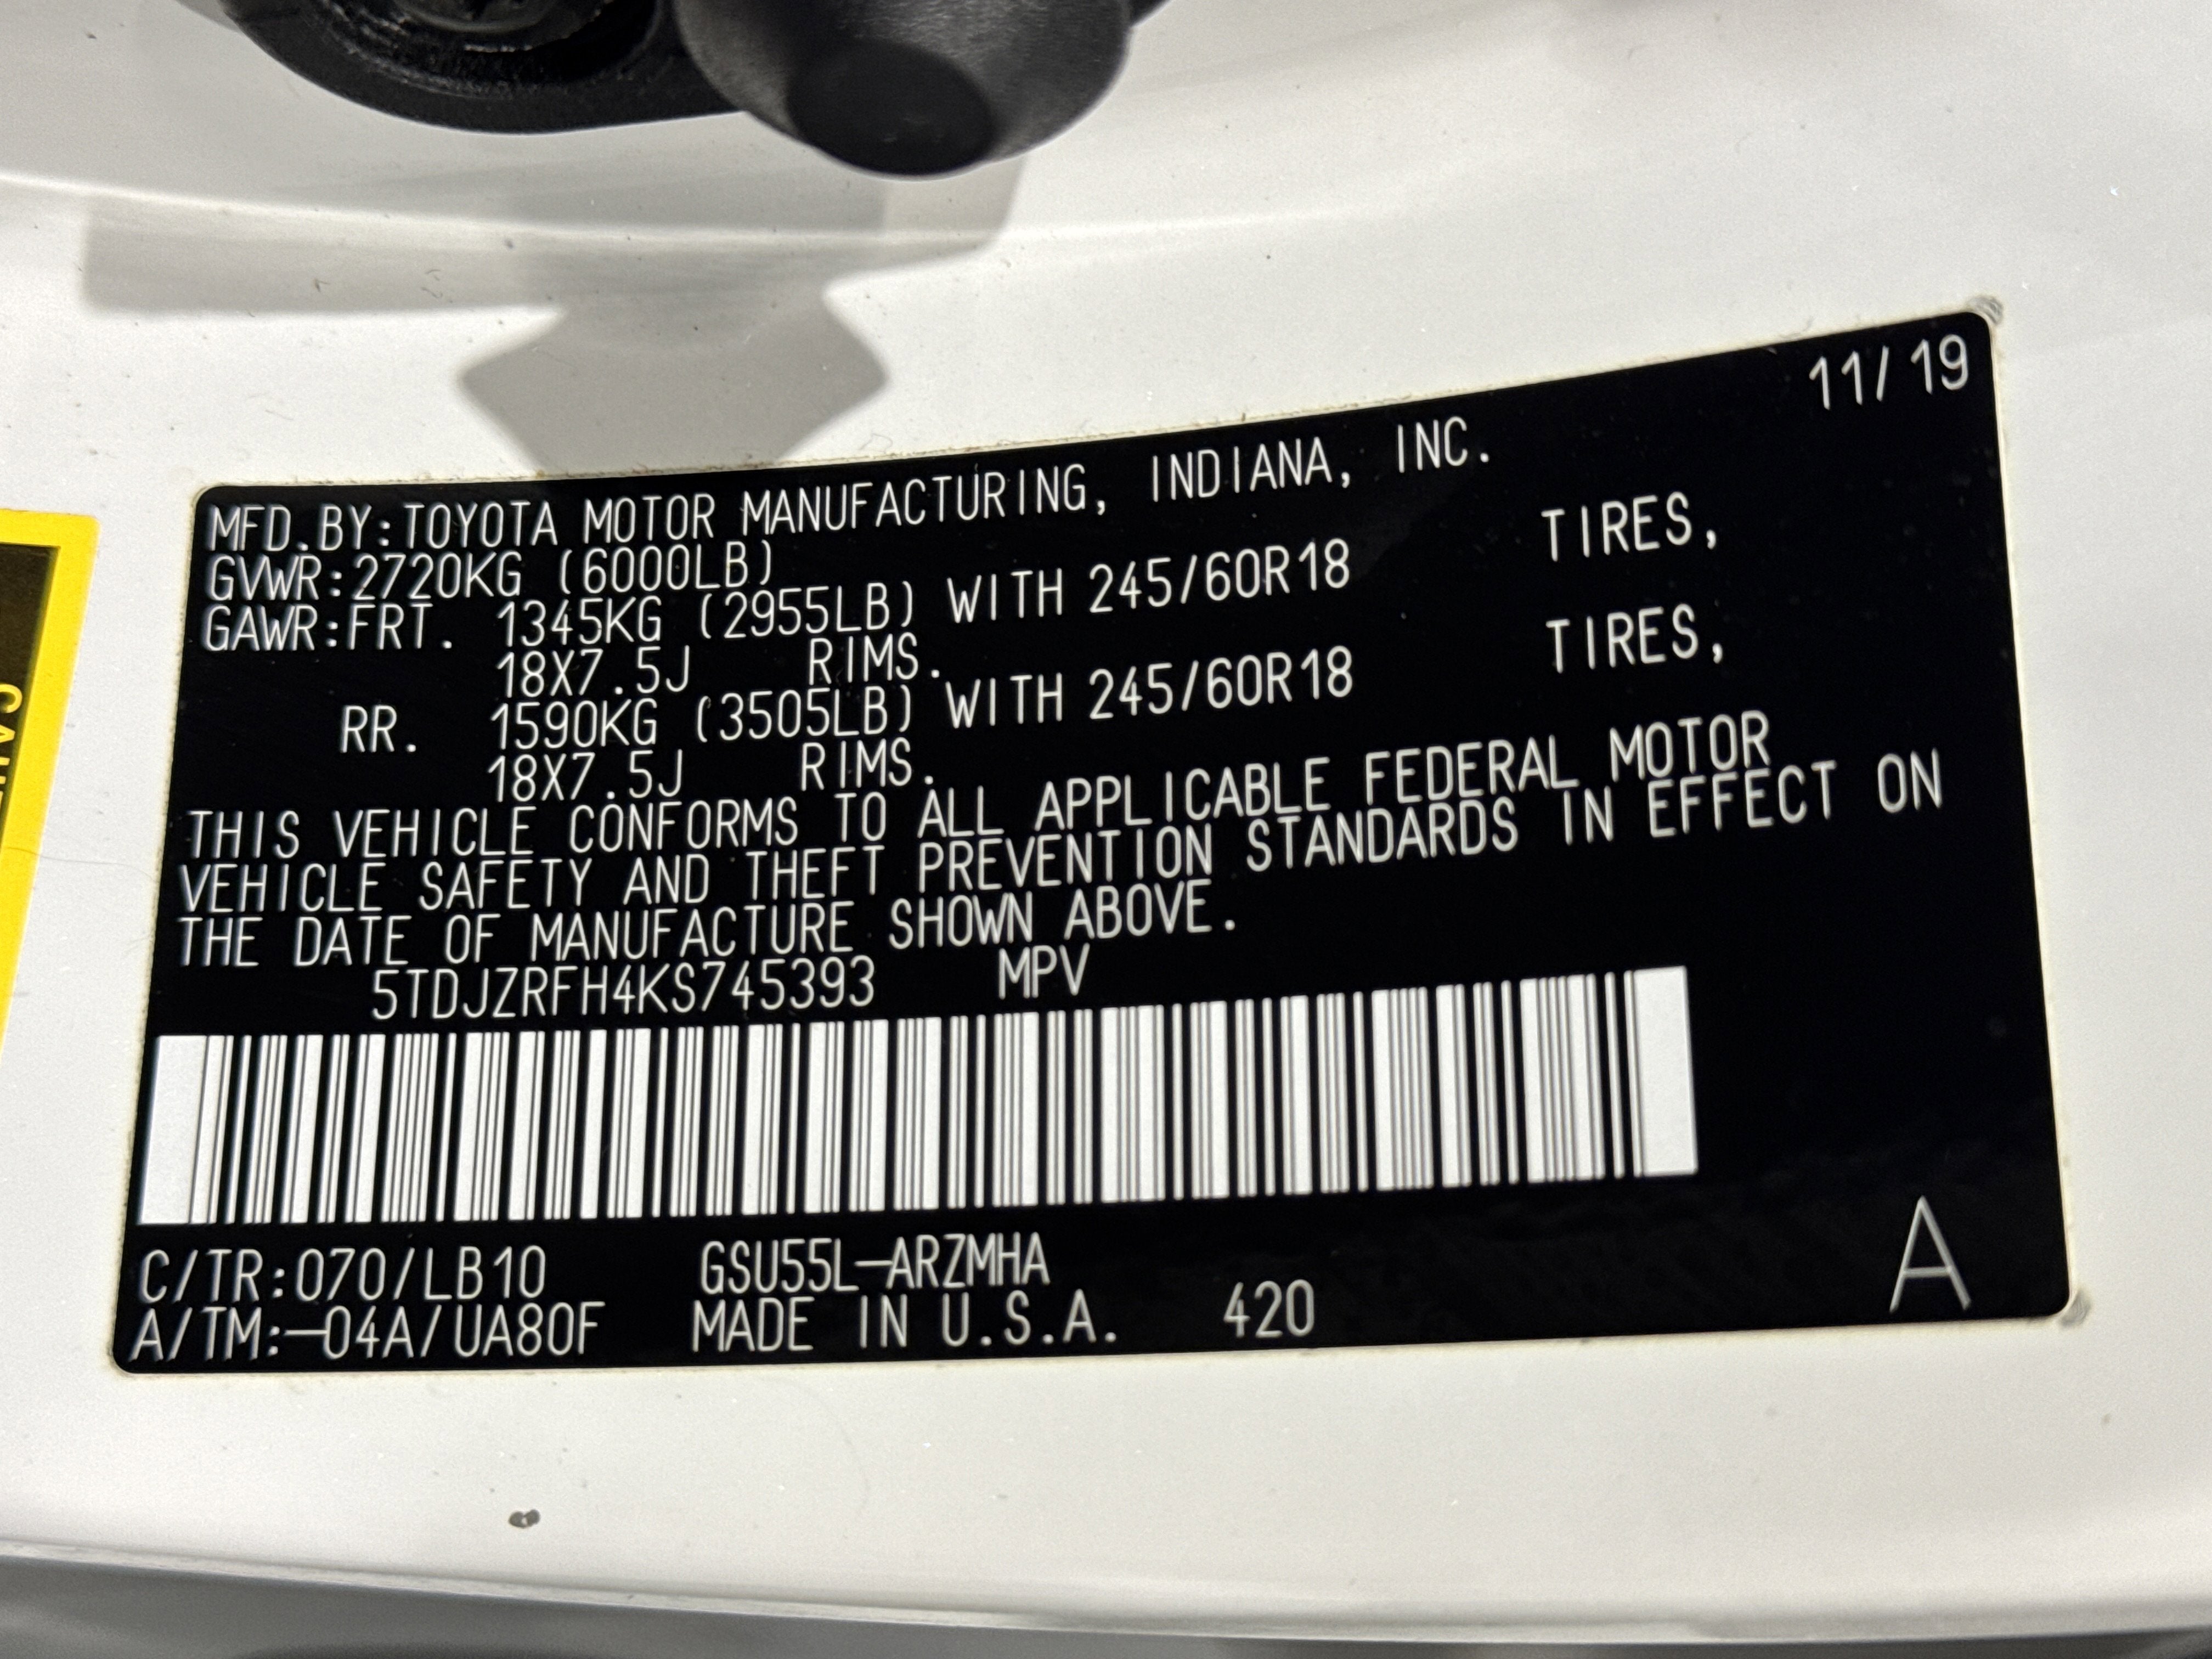 11/19
MFD.BY:TOYOTA MOTOR MANUFACTURING, INDIANA, INC.
GVWR:2720KG (6000LB)
GAWR:FRT. 1345KG (2955LB) WITH 245/60R18 TIRES,
18X7.5J RIMS.
RR. 1590KG (3505LB) WITH 245/60R18 TIRES,
18X7.5J RIMS.
THIS VEHICLE CONFORMS TO ALL APPLICABLE FEDERAL MOTOR
VEHICLE SAFETY AND THEFT PREVENTION STANDARDS IN EFFECT ON
THE DATE OF MANUFACTURE SHOWN ABOVE.
5TDJZRFH4KS745393 MPV
C/TR:070/LB10 GSU55L-ARZMHA
A/TM:-04A/UA80F MADE IN U.S.A. 420
A